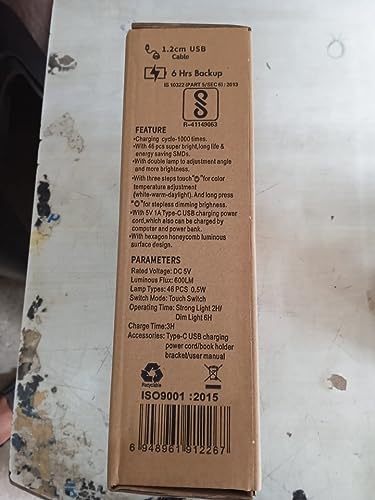 1.2cm USB
Cable
6 Hrs Backup
IS 10322 (PART 5/SEC 6) : 2013
R-41149063
FEATURE
•Charging cycle-1000 times.
•With 46 pcs super bright,long life &
energy saving SMDs.
•With double lamp to adjustment angle
and more brightness.
•With three steps touch" " for color
temperature adjustment
(white-warm-daylight). And long press
" " for stepless dimming brighness.
•With 5V 1A Type-C USB charging power
cord,which also can be charged by
computer and power bank.
•With hexagon honeycomb luminous
surface design.
PARAMETERS
Rated Voltage: DC 5V
Luminous Flux: 600LM
Lamp Types: 46 PCS 0.5W
Switch Mode: Touch Switch
Operating Time: Strong Light 2H/
Dim Light 6H
Charge Time:3H
Accessories: Type-C USB charging
power cord/book holder
bracket/user manual
Recyclable
ISO9001 :2015
6 948961 912267